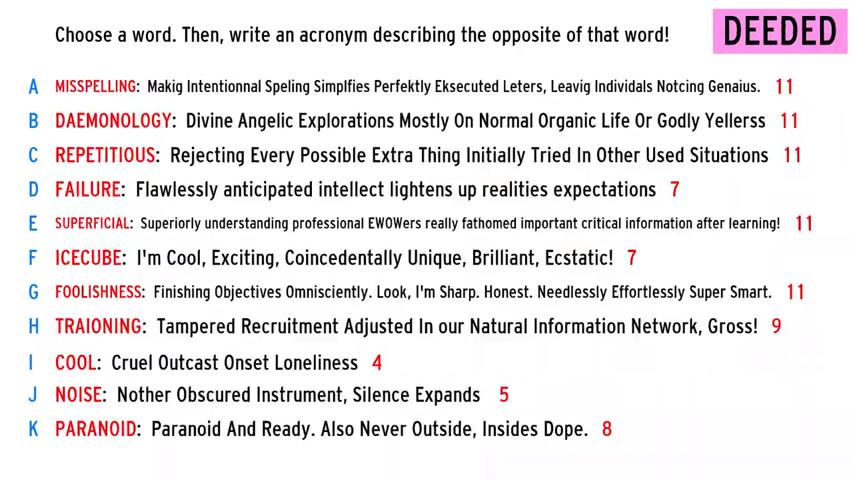 Choose a word. Then, write an acronym describing the opposite of that word!
DEEDED
A MISSPELLING: Makig Intentionnal Speling Simplfies Perfektly Eksecuted Leters, Leavig Individals Notcing Genaius. 11
B DAEMONOLOGY: Divine Angelic Explorations Mostly On Normal Organic Life Or Godly Yellerss 11
C REPETITIOUS: Rejecting Every Possible Extra Thing Initially Tried In Other Used Situations 11
D FAILURE: Flawlessly anticipated intellect lightens up realities expectations 7
E SUPERFICIAL: Superiorly understanding professional EWOWers really fathomed important critical information after learning! 11
F ICECUBE: I'm Cool, Exciting, Coincedentally Unique, Brilliant, Ecstatic! 7
G FOOLISHNESS: Finishing Objectives Omnisciently. Look, I'm Sharp. Honest. Needlessly Effortlessly Super Smart. 11
H TRAIONING: Tampered Recruitment Adjusted In our Natural Information Network, Gross! 9
I COOL: Cruel Outcast Onset Loneliness 4
J NOISE: Nother Obscured Instrument, Silence Expands 5
K PARANOID: Paranoid And Ready. Also Never Outside, Insides Dope. 8